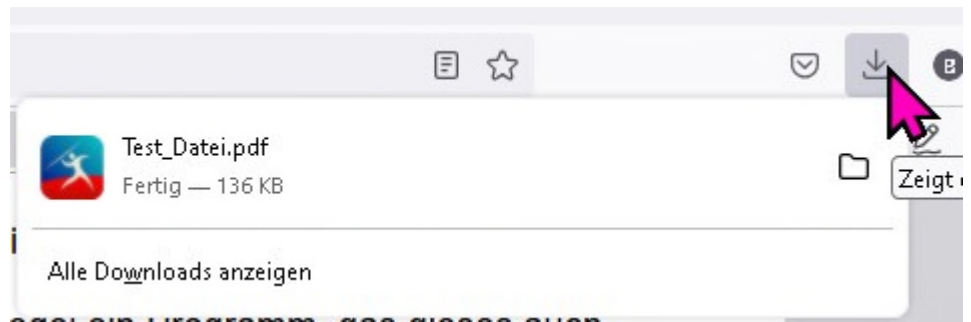 B
Test_Datei.pdf
Fertig — 136 KB
Zeigt
Alle Downloads anzeigen